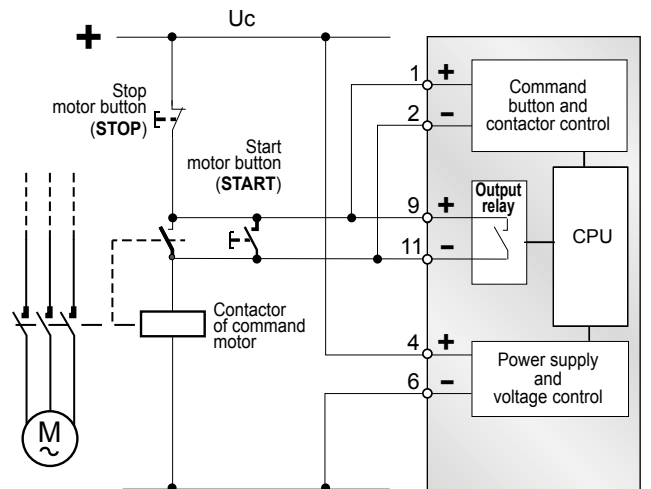 +
Uc
Stop
motor button
(STOP)
Start
motor button
(START)
Contactor
of command
motor
M
~
1 +
2 −
Command
button and
contactor control
9 +
11 −
Output
relay
CPU
4 +
6 −
Power supply
and
voltage control